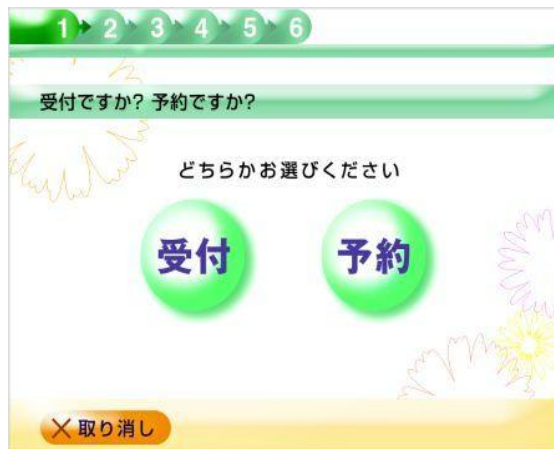 1 2 3 4 5 6
受付ですか? 予約ですか?
どちらかお選びください
受付 予約
取り消し